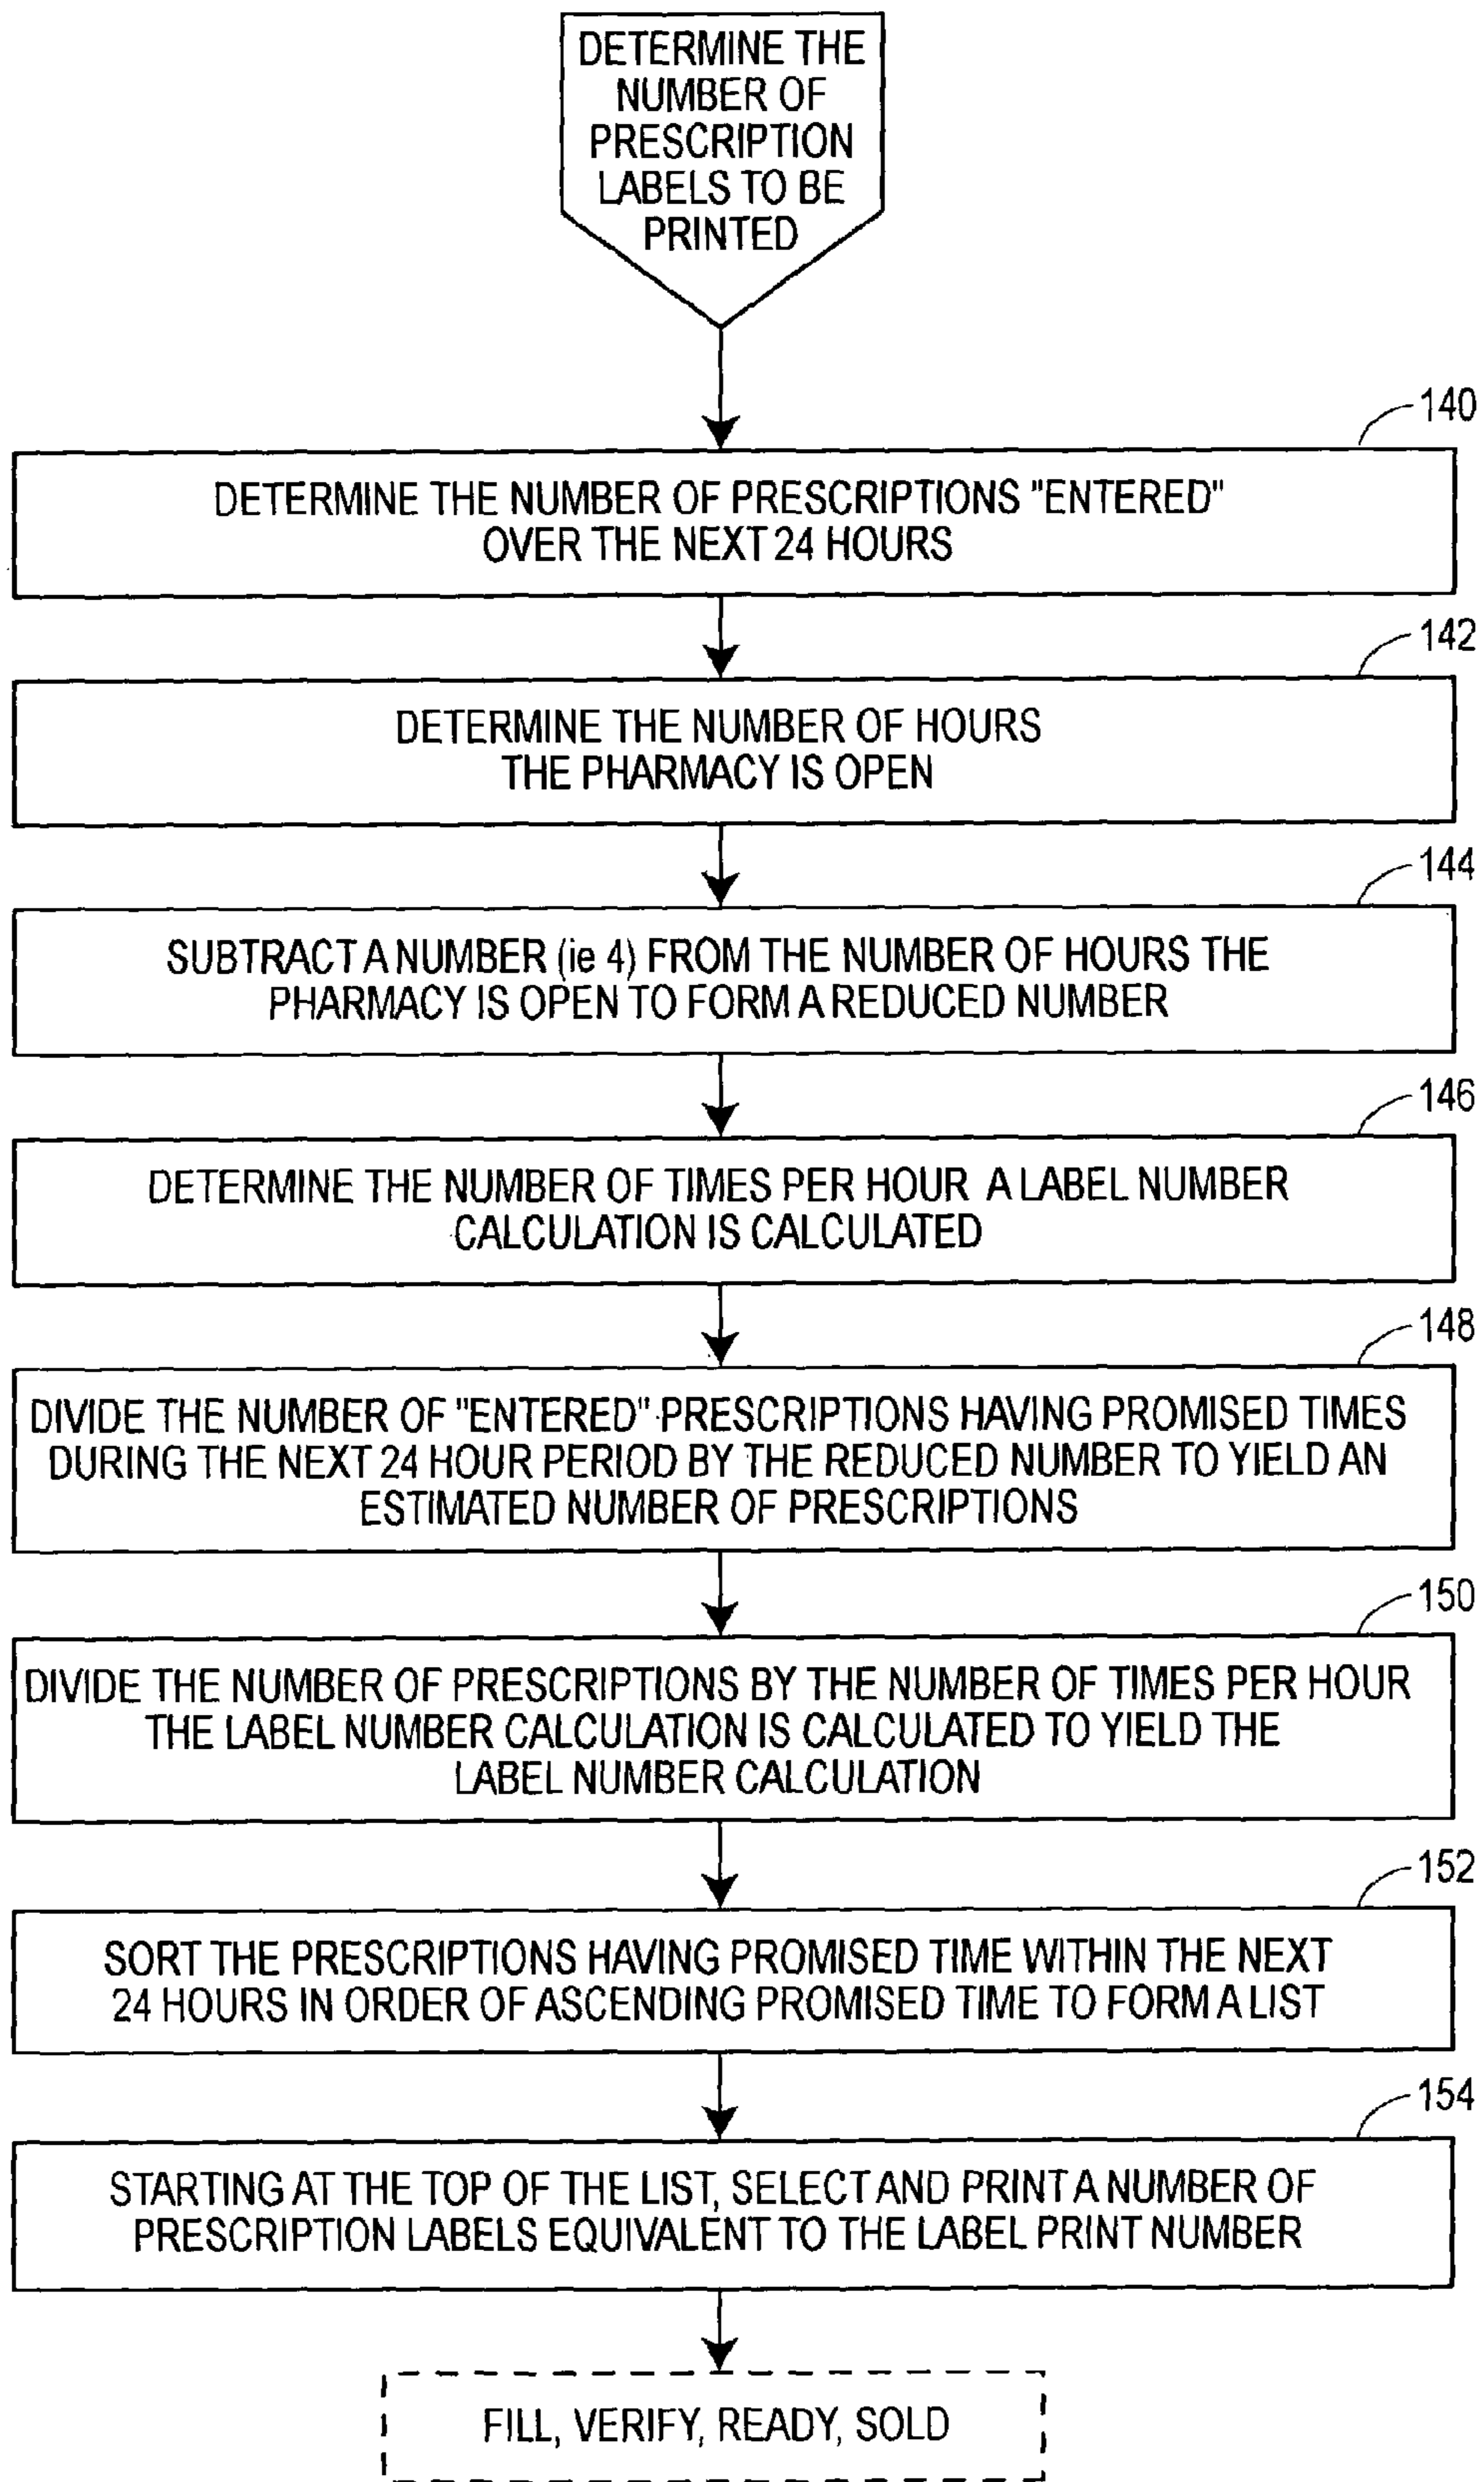 DETERMINE THE
NUMBER OF
PRESCRIPTION
LABELS TO BE
PRINTED
140
DETERMINE THE NUMBER OF PRESCRIPTIONS "ENTERED"
OVER THE NEXT 24 HOURS
142
DETERMINE THE NUMBER OF HOURS
THE PHARMACY IS OPEN
144
SUBTRACT A NUMBER (ie 4) FROM THE NUMBER OF HOURS THE
PHARMACY IS OPEN TO FORM A REDUCED NUMBER
146
DETERMINE THE NUMBER OF TIMES PER HOUR A LABEL NUMBER
CALCULATION IS CALCULATED
148
DIVIDE THE NUMBER OF "ENTERED" PRESCRIPTIONS HAVING PROMISED TIMES
DURING THE NEXT 24 HOUR PERIOD BY THE REDUCED NUMBER TO YIELD AN
ESTIMATED NUMBER OF PRESCRIPTIONS
150
DIVIDE THE NUMBER OF PRESCRIPTIONS BY THE NUMBER OF TIMES PER HOUR
THE LABEL NUMBER CALCULATION IS CALCULATED TO YIELD THE
LABEL NUMBER CALCULATION
152
SORT THE PRESCRIPTIONS HAVING PROMISED TIME WITHIN THE NEXT
24 HOURS IN ORDER OF ASCENDING PROMISED TIME TO FORM A LIST
154
STARTING AT THE TOP OF THE LIST, SELECT AND PRINT A NUMBER OF
PRESCRIPTION LABELS EQUIVALENT TO THE LABEL PRINT NUMBER
FILL, VERIFY, READY, SOLD